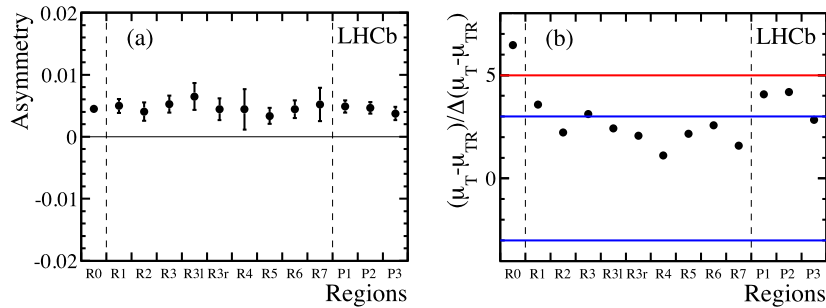 0.02
0.01
0
-0.01
-0.02
Asymmetry
(a)
LHCb
R0 R1 R2 R3 R3l R3r R4 R5 R6 R7 P1 P2 P3
Regions
5
0
(μT-μTR)/Δ(μT-μTR)
(b)
LHCb
R0 R1 R2 R3 R3l R3r R4 R5 R6 R7 P1 P2 P3
Regions